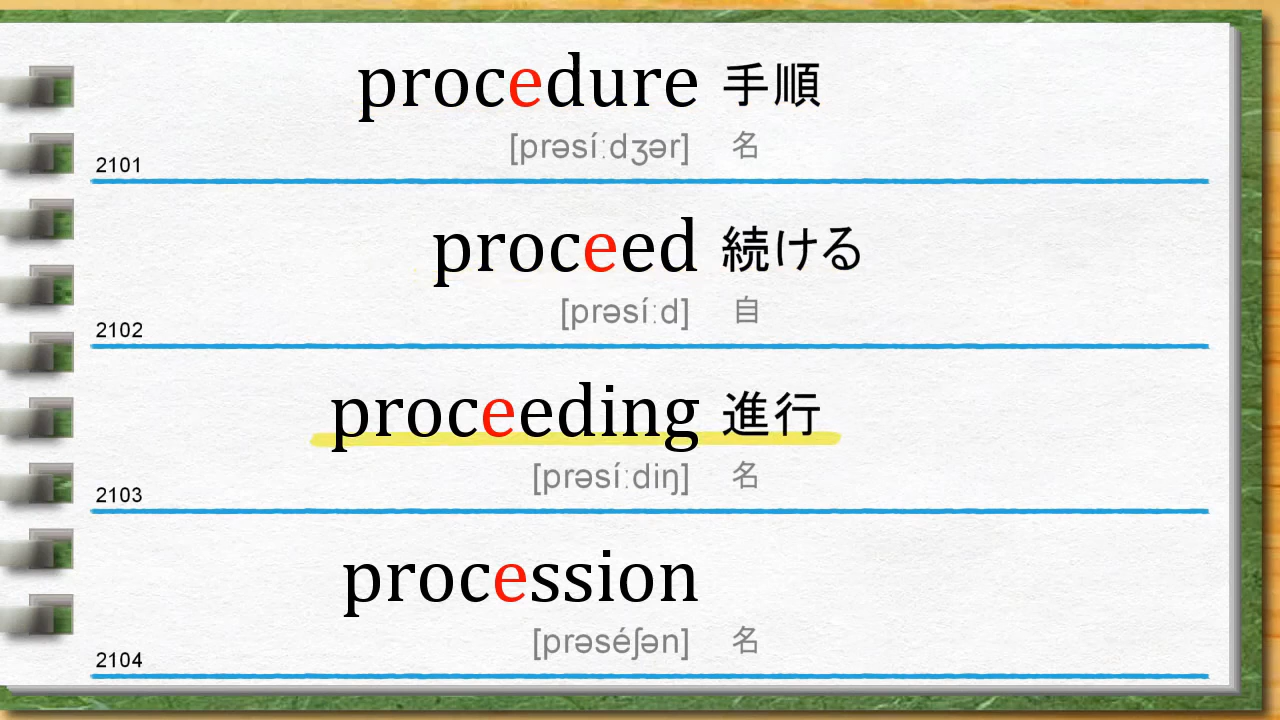 procedure 手順
[prəsíːdʒər] 名
2101
proceed 続ける
[prəsíːd] 自
2102
proceeding 進行
[prəsíːdiŋ] 名
2103
procession
[prəséʃən] 名
2104